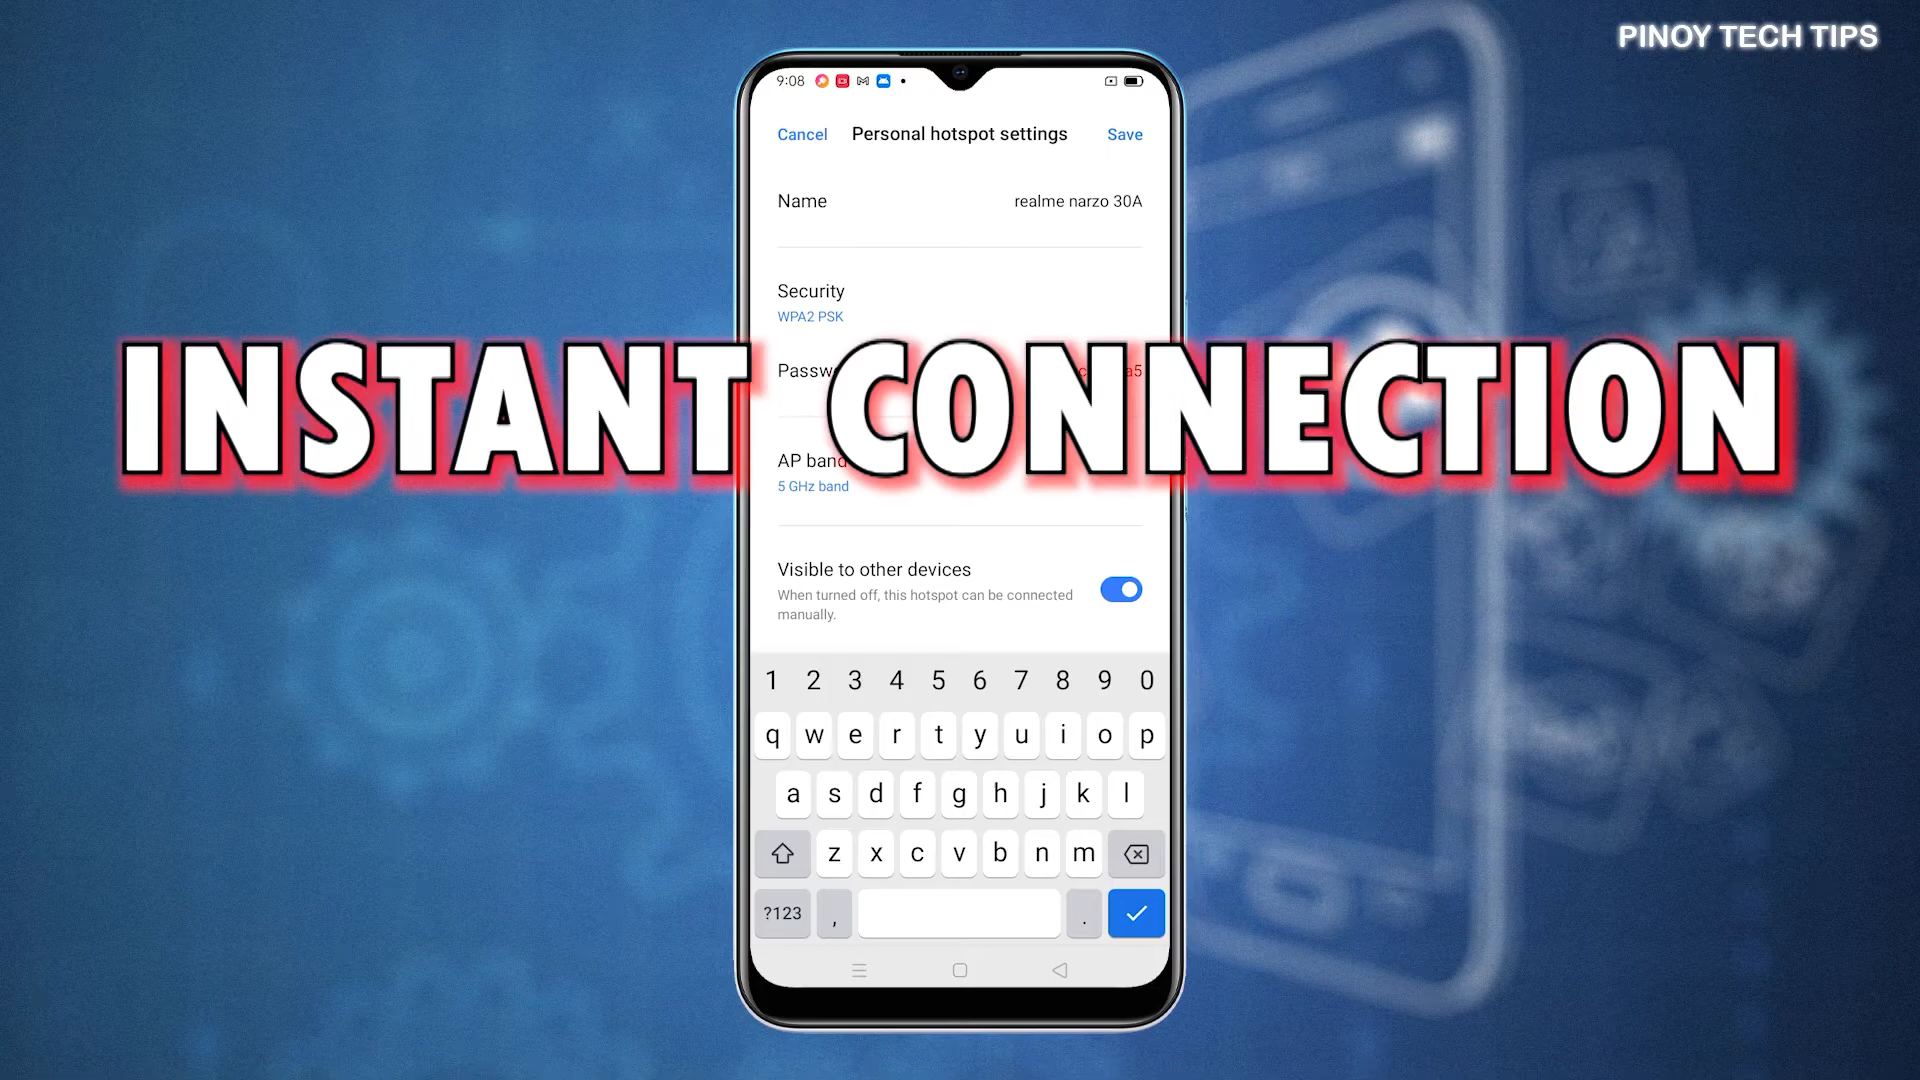 PINOY TECH TIPS
9:08
Cancel Personal hotspot settings Save
Name realme narzo 30A
Security
WPA2 PSK
INSTANT CONNECTION
AP band
5 GHz band
Visible to other devices
When turned off, this hotspot can be connected
manually.
1 2 3 4 5 6 7 8 9 0
q w e r t y u i o p
a s d f g h j k l
z x c v b n m
?123 , .